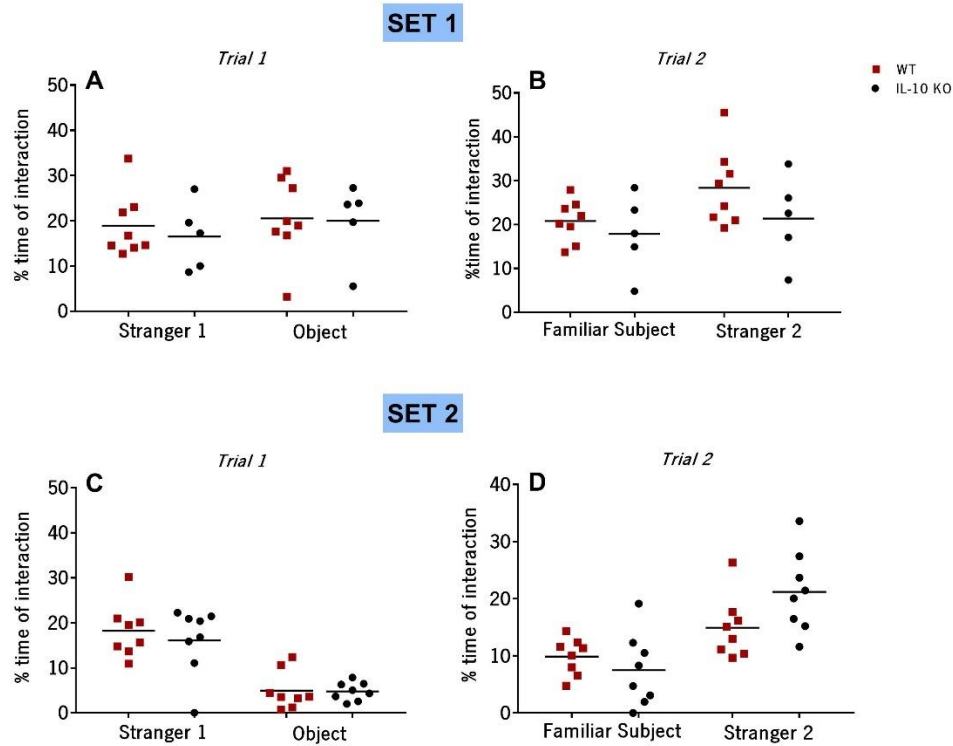 SET 1
Trial 1
Trial 2
WT
IL-10 KO
A
B
% time of interaction
50
40
30
20
10
0
Stranger 1
Object
%time of interaction
50
40
30
20
10
0
Familiar Subject
Stranger 2
SET 2
Trial 1
Trial 2
C
D
% time of interaction
50
40
30
20
10
0
Stranger 1
Object
% time of interaction
40
30
20
10
0
Familiar Subject
Stranger 2